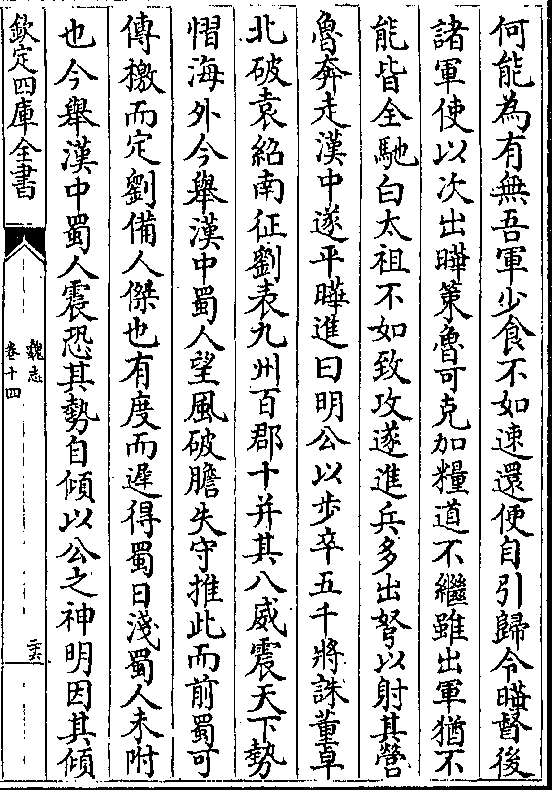 何能為有無吾軍少食不如速還便自引歸令曄督後
諸軍使以次出曄策魯可克加糧道不繼雖出軍猶不
能皆全馳白太祖不如致攻遂進兵多出弩以射其營
魯奔走漢中遂平曄進曰明公以步卒五千將誅董卓
北破袁紹南征劉表九州百郡十并其八威震天下勢
慴海外今舉漢中蜀人望風破膽失守推此而前蜀可
傳檄而定劉備人傑也有度而遲得蜀日淺蜀人未附
也今舉漢中蜀人震恐其勢自傾以公之神明因其傾
欽定四庫全書
魏志
卷十四
二十六